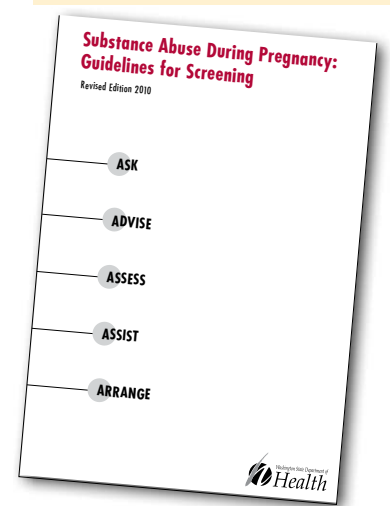 Substance Abuse During Pregnancy:
Guidelines for Screening
Revised Edition 2010
ASK
ADVISE
ASSESS
ASSIST
ARRANGE
Washington State Department of
Health